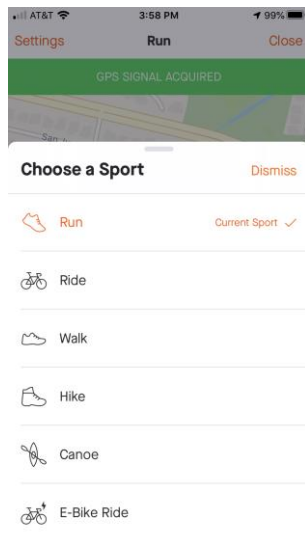 AT&T 3:58 PM 99%
Settings Run Close
GPS SIGNAL ACQUIRED
Choose a Sport Dismiss
Run Current Sport
Ride
Walk
Hike
Canoe
E-Bike Ride